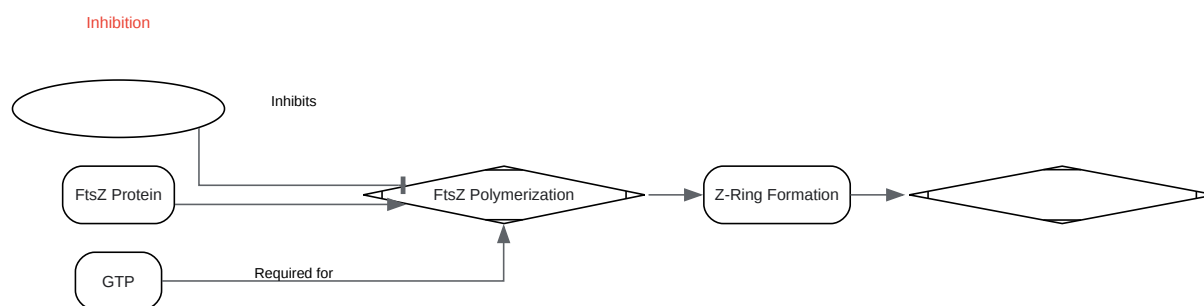 Inhibition
Inhibits
FtsZ Protein
FtsZ Polymerization
Z-Ring Formation
GTP
Required for